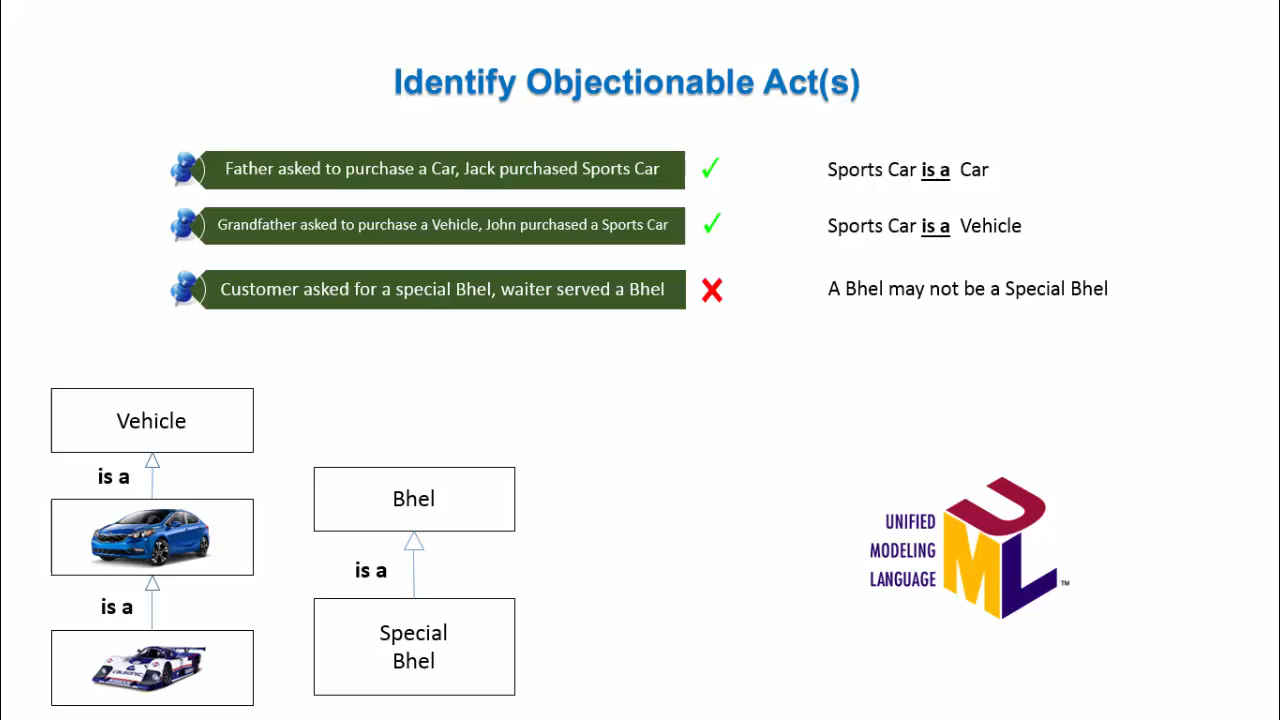 Identify Objectionable Act(s)
Father asked to purchase a Car, Jack purchased Sports Car
Sports Car is a Car
Grandfather asked to purchase a Vehicle, John purchased a Sports Car
Sports Car is a Vehicle
Customer asked for a special Bhel, waiter served a Bhel
A Bhel may not be a Special Bhel
Vehicle
is a
Bhel
is a
is a
Special
Bhel
UNIFIED
MODELING
LANGUAGE
UML
TM